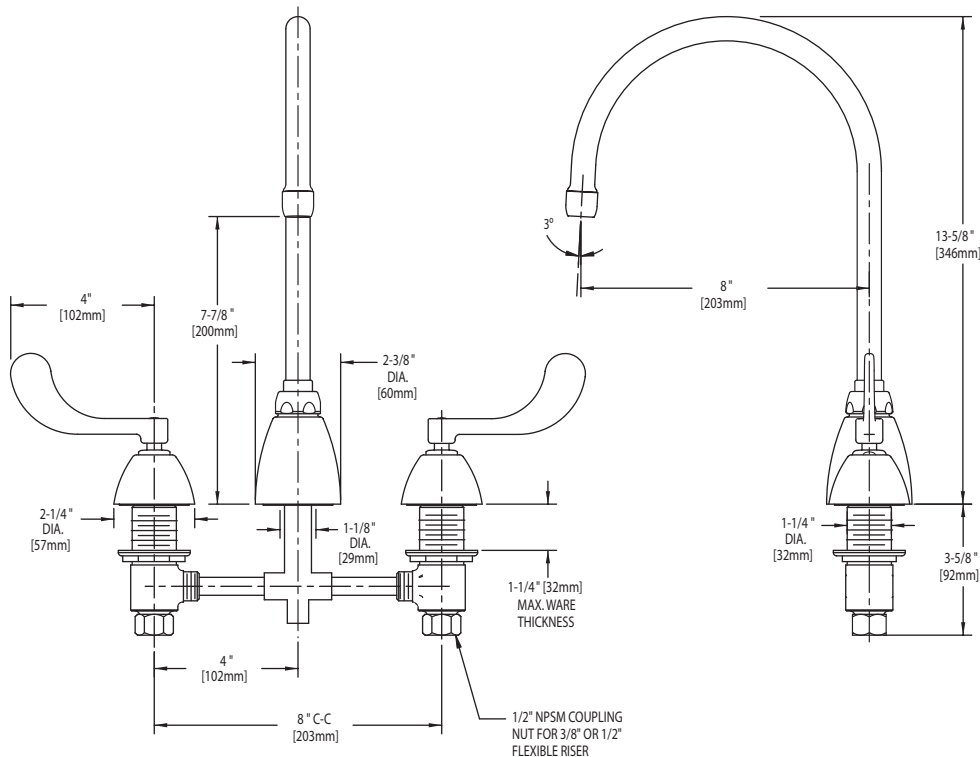 3º
13-5/8"
[346mm]
8"
[203mm]
4"
[102mm]
7-7/8"
[200mm]
2-3/8"
DIA.
[60mm]
2-1/4"
DIA.
[57mm]
1-1/8"
DIA.
[29mm]
1-1/4" [32mm]
MAX. WARE
THICKNESS
1-1/4"
DIA.
[32mm]
3-5/8"
[92mm]
4"
[102mm]
8" C-C
[203mm]
1/2" NPSM COUPLING
NUT FOR 3/8" OR 1/2"
FLEXIBLE RISER